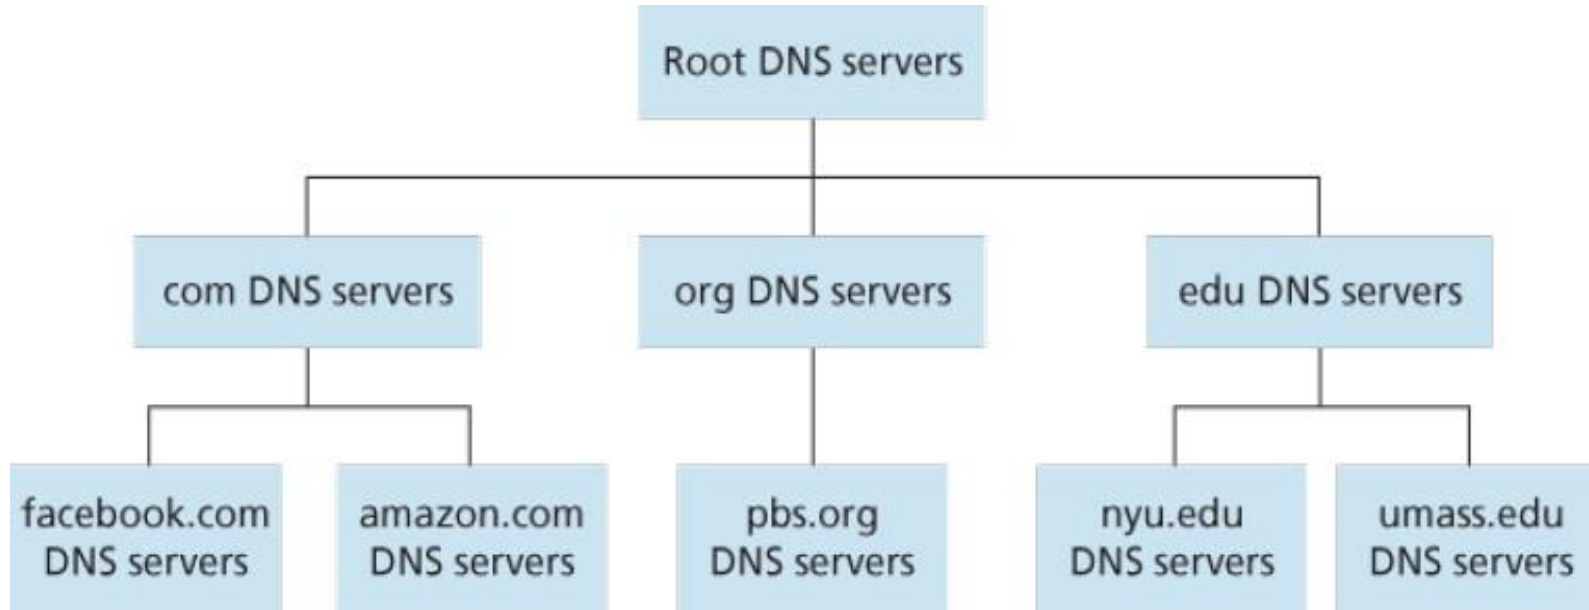 Root DNS servers
com DNS servers
org DNS servers
edu DNS servers
facebook.com
DNS servers
amazon.com
DNS servers
pbs.org
DNS servers
nyu.edu
DNS servers
umass.edu
DNS servers